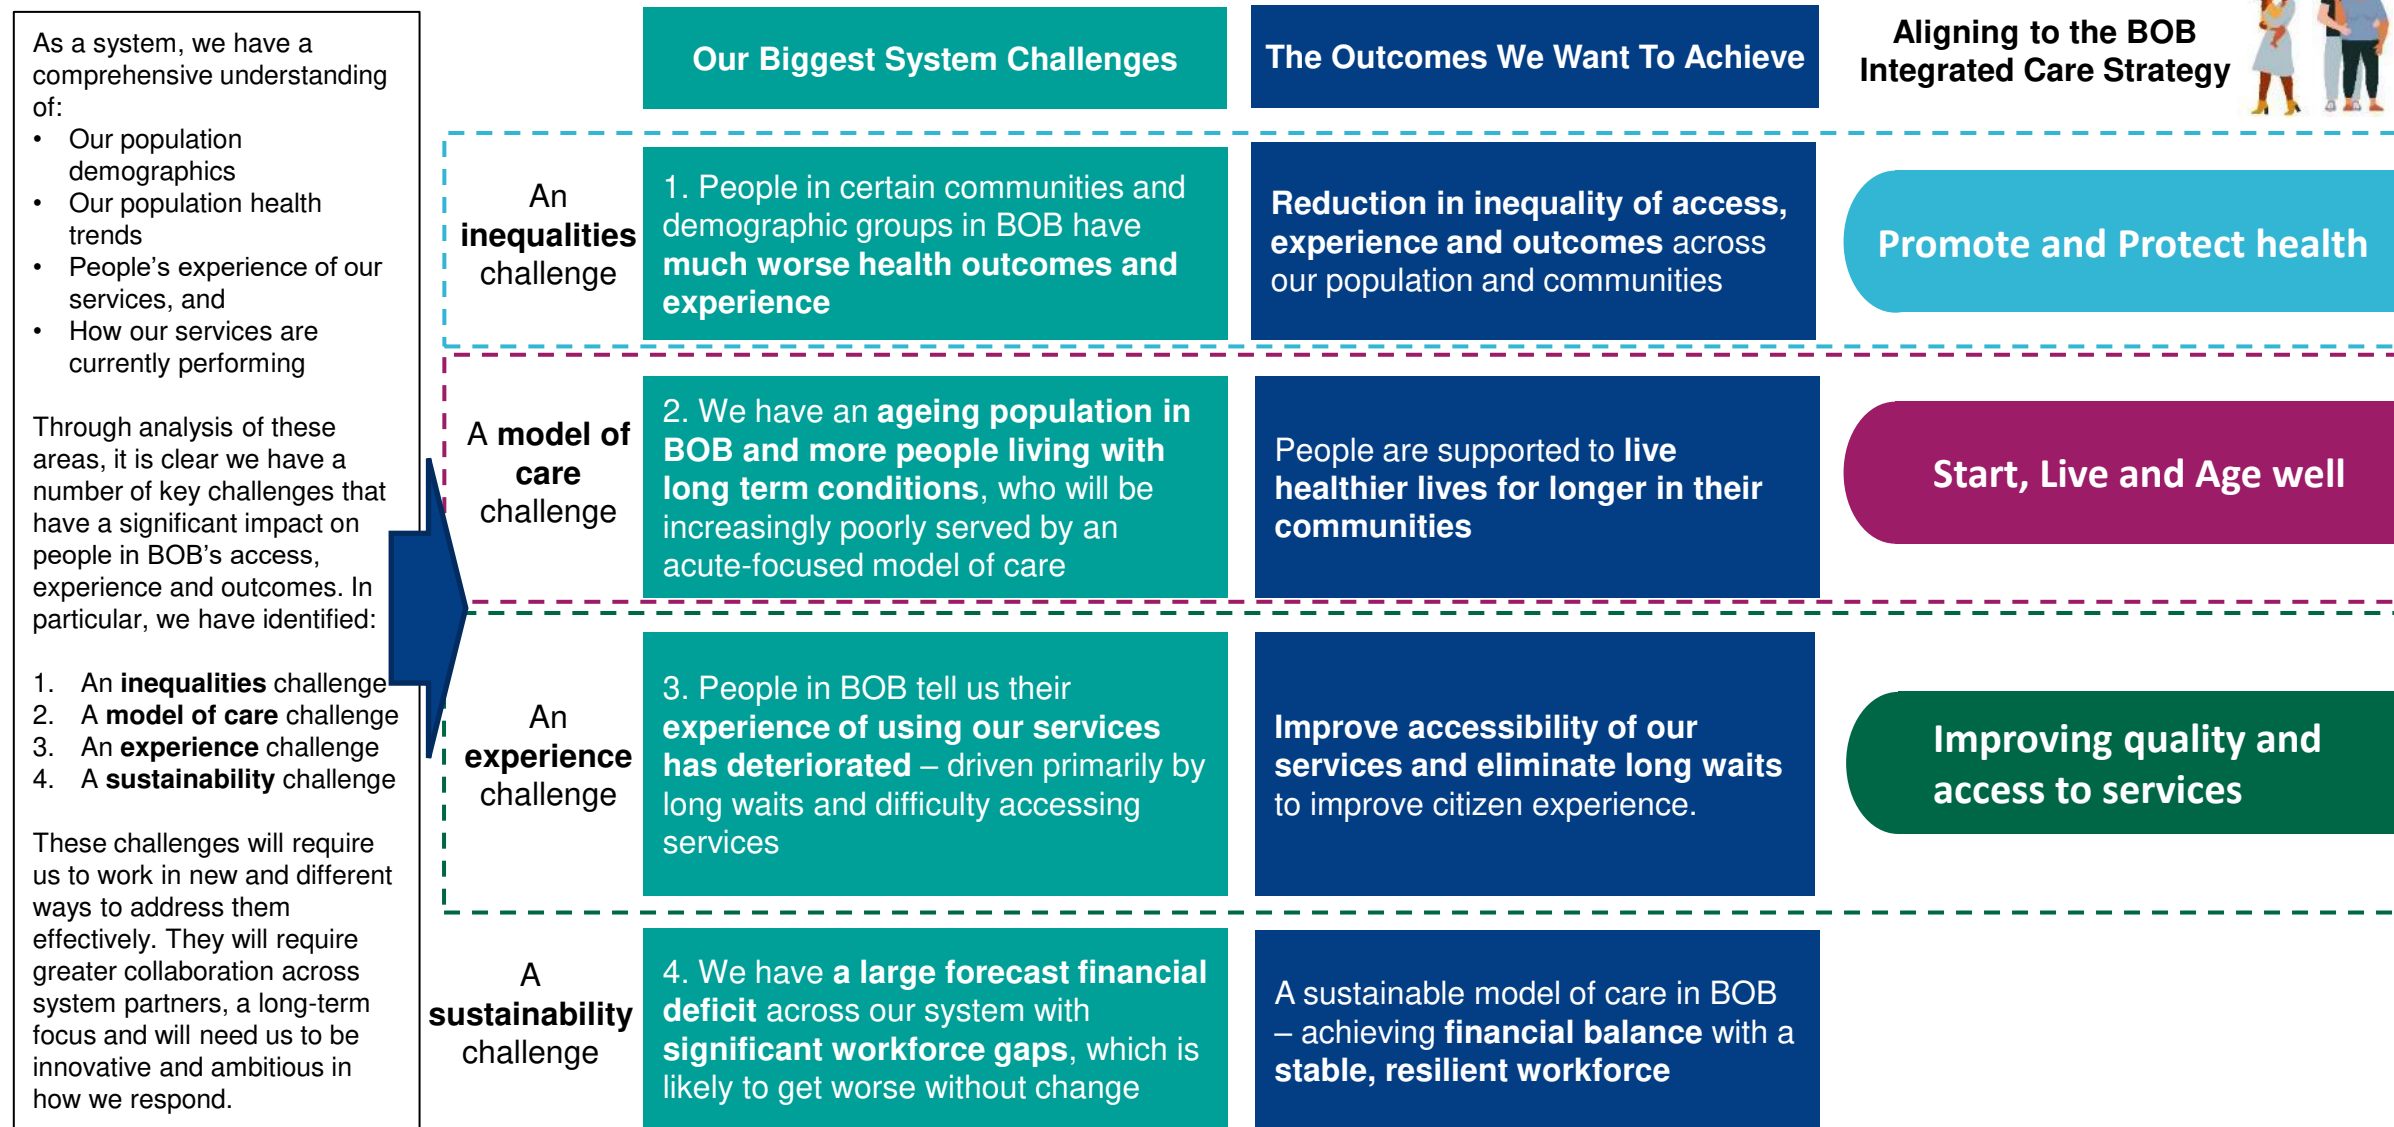 As a system, we have a
comprehensive understanding
of:
• Our population
demographics
• Our population health
trends
• People's experience of our
services, and
• How our services are
currently performing
Through analysis of these
areas, it is clear we have a
number of key challenges that
have a significant impact on
people in BOB's access,
experience and outcomes. In
particular, we have identified:
1. An inequalities challenge
2. A model of care challenge
3. An experience challenge
4. A sustainability challenge
These challenges will require
us to work in new and different
ways to address them
effectively. They will require
greater collaboration across
system partners, a long-term
focus and will need us to be
innovative and ambitious in
how we respond.
Our Biggest System Challenges
The Outcomes We Want To Achieve
Aligning to the BOB
Integrated Care Strategy
An
inequalities
challenge
1. People in certain communities and
demographic groups in BOB have
much worse health outcomes and
experience
Reduction in inequality of access,
experience and outcomes across
our population and communities
Promote and Protect health
A model of
care
challenge
2. We have an ageing population in
BOB and more people living with
long term conditions, who will be
increasingly poorly served by an
acute-focused model of care
People are supported to live
healthier lives for longer in their
communities
Start, Live and Age well
An
experience
challenge
3. People in BOB tell us their
experience of using our services
has deteriorated – driven primarily by
long waits and difficulty accessing
services
Improve accessibility of our
services and eliminate long waits
to improve citizen experience.
Improving quality and
access to services
A
sustainability
challenge
4. We have a large forecast financial
deficit across our system with
significant workforce gaps, which is
likely to get worse without change
A sustainable model of care in BOB
– achieving financial balance with a
stable, resilient workforce